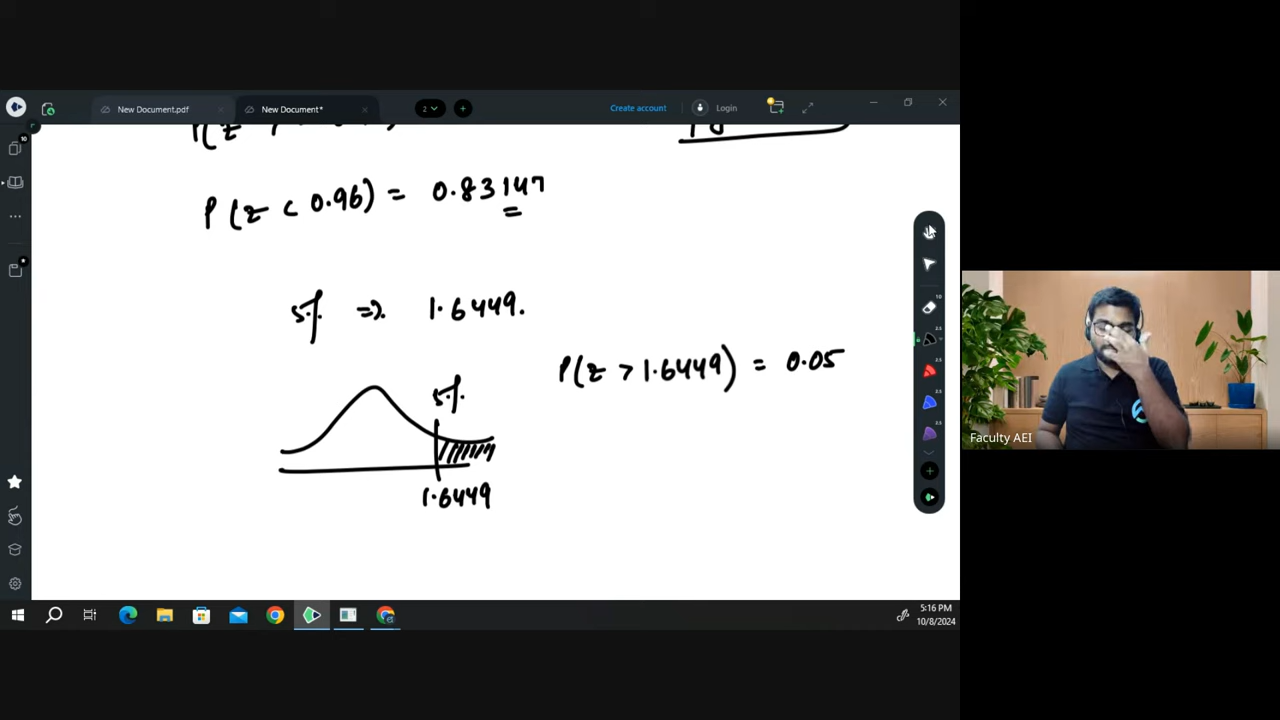 New Document.pdf
New Document*
2
Create account
Login
P(Z < 0.96) = 0.83147
5% => 1.6449.
P(Z > 1.6449) = 0.05
5%
1.6449
Faculty AEI
5:16 PM
10/8/2024